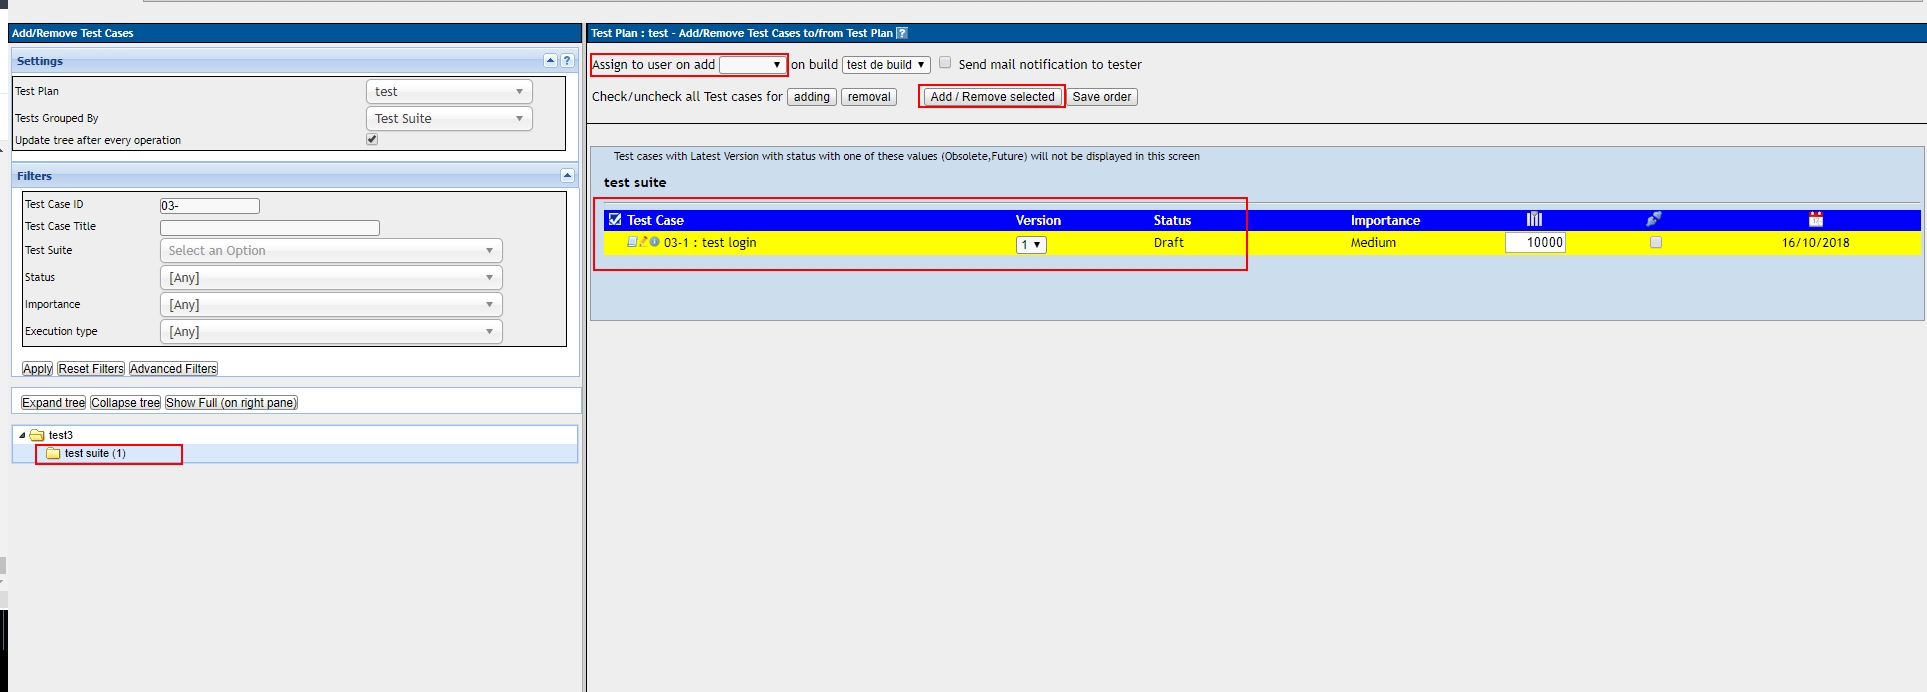 Add/Remove Test Cases
Settings ?
Test Plan test
Tests Grouped By Test Suite
Update tree after every operation
Filters
Test Case ID 03-
Test Case Title
Test Suite Select an Option
Status [Any]
Importance [Any]
Execution type [Any]
Apply Reset Filters Advanced Filters
Expand tree Collapse tree Show Full (on right pane)
test3
test suite (1)
Test Plan : test - Add/Remove Test Cases to/from Test Plan ?
Assign to user on add on build test de build Send mail notification to tester
Check/uncheck all Test cases for adding removal Add / Remove selected Save order
Test cases with Latest Version with status with one of these values (Obsolete,Future) will not be displayed in this screen
test suite
Test Case Version Status Importance
03-1 : test login 1 Draft Medium 10000 16/10/2018